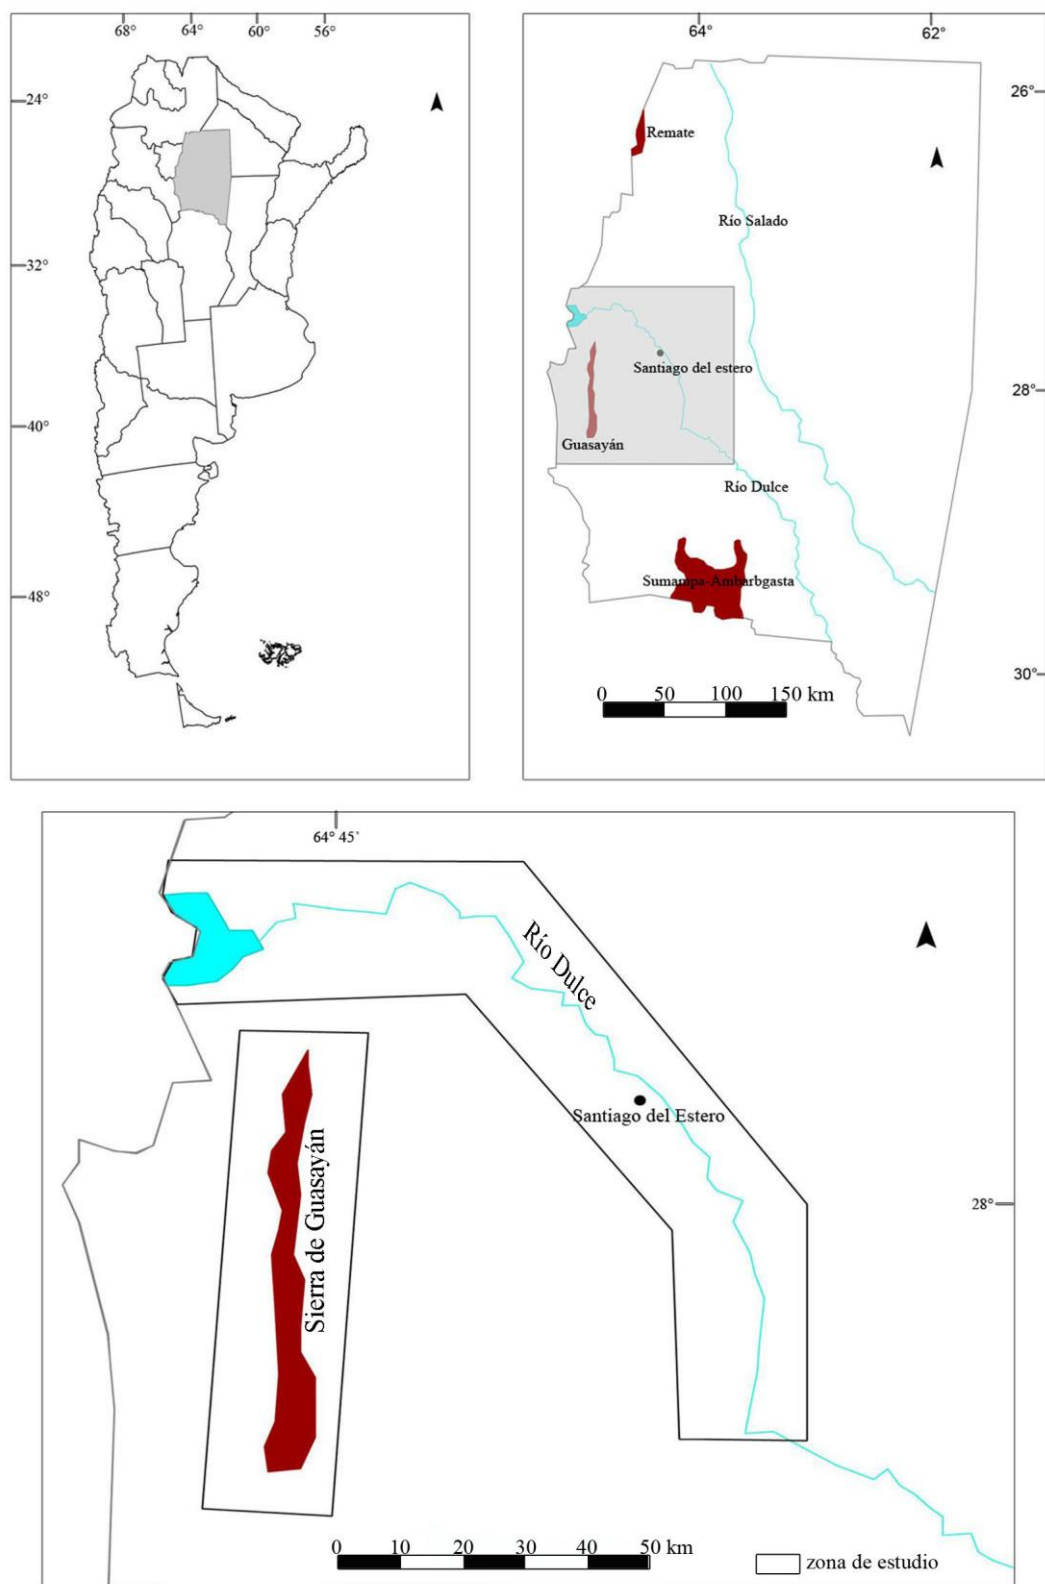 68° 64° 60° 56°
24°
32°
40°
48°
64° 62°
26°
Remate
Río Salado
Santiago del estero
28°
Guasayán
Río Dulce
Sumampa-Ambarbgasta
30°
0 50 100 150 km
64° 45`
Río Dulce
Santiago del Estero
Sierra de Guasayán
28°
0 10 20 30 40 50 km
zona de estudio